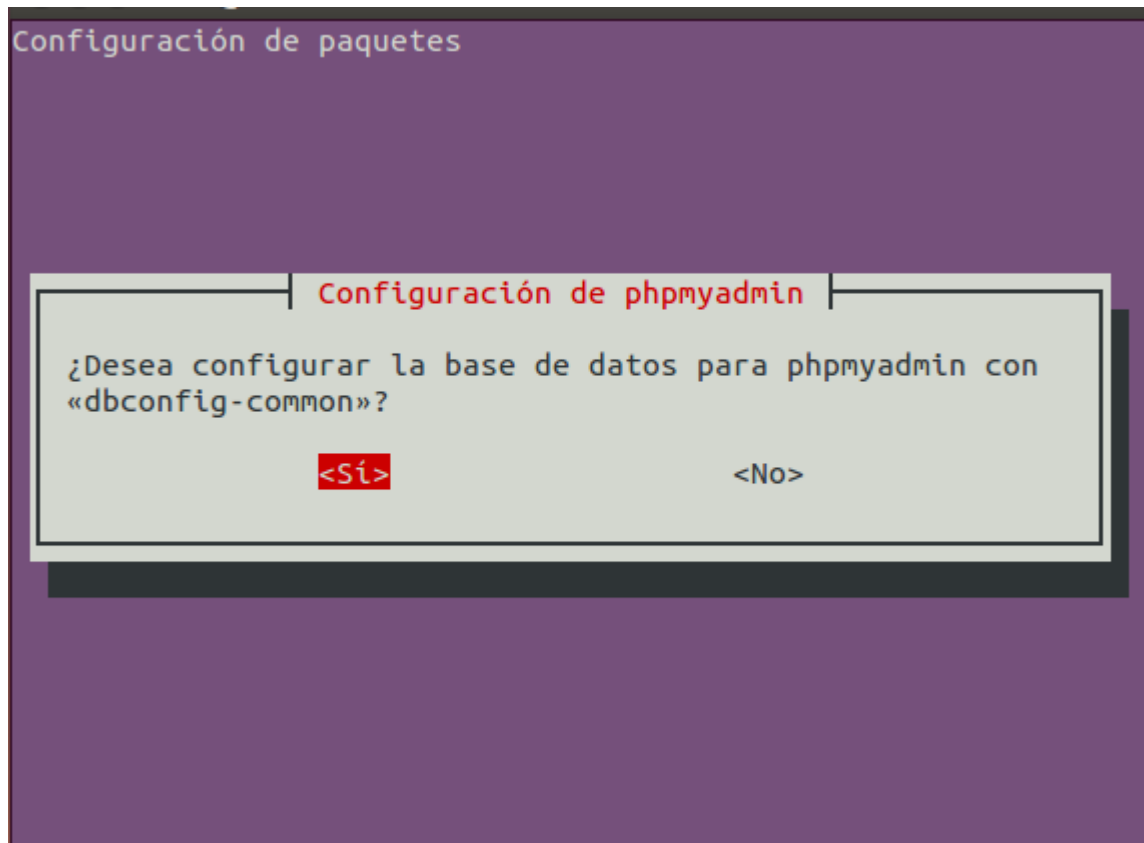 Configuración de paquetes
Configuración de phpmyadmin
¿Desea configurar la base de datos para phpmyadmin con
«dbconfig-common»?
<Sí> <No>